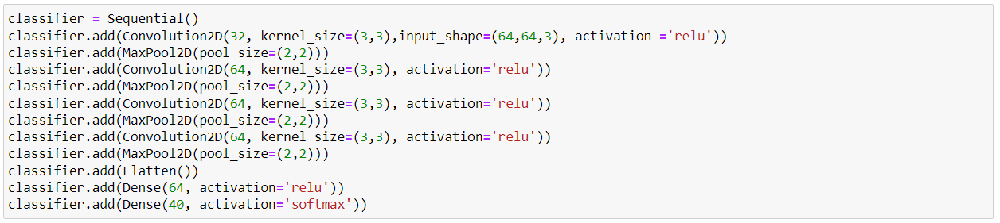 classifier = Sequential()
classifier.add(Convolution2D(32, kernel_size=(3,3),input_shape=(64,64,3), activation ='relu'))
classifier.add(MaxPool2D(pool_size=(2,2)))
classifier.add(Convolution2D(64, kernel_size=(3,3), activation='relu'))
classifier.add(MaxPool2D(pool_size=(2,2)))
classifier.add(Convolution2D(64, kernel_size=(3,3), activation='relu'))
classifier.add(MaxPool2D(pool_size=(2,2)))
classifier.add(Convolution2D(64, kernel_size=(3,3), activation='relu'))
classifier.add(MaxPool2D(pool_size=(2,2)))
classifier.add(Flatten())
classifier.add(Dense(64, activation='relu'))
classifier.add(Dense(40, activation='softmax'))